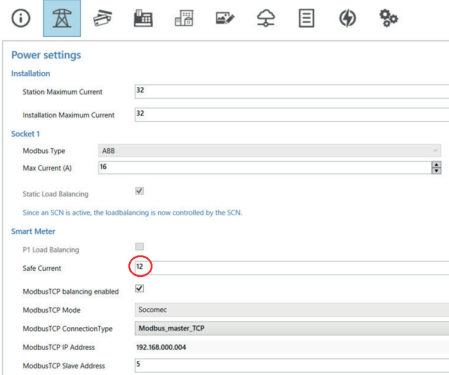 Power settings
Installation
Station Maximum Current 32
Installation Maximum Current 32
Socket 1
Modbus Type ABB
Max Current (A) 16
Static Load Balancing
Since an SCN is active, the loadbalancing is now controlled by the SCN.
Smart Meter
P1 Load Balancing
Safe Current 12
ModbusTCP balancing enabled
ModbusTCP Mode Socomec
ModbusTCP ConnectionType Modbus_master_TCP
ModbusTCP IP Address 192.168.000.004
ModbusTCP Slave Address 5